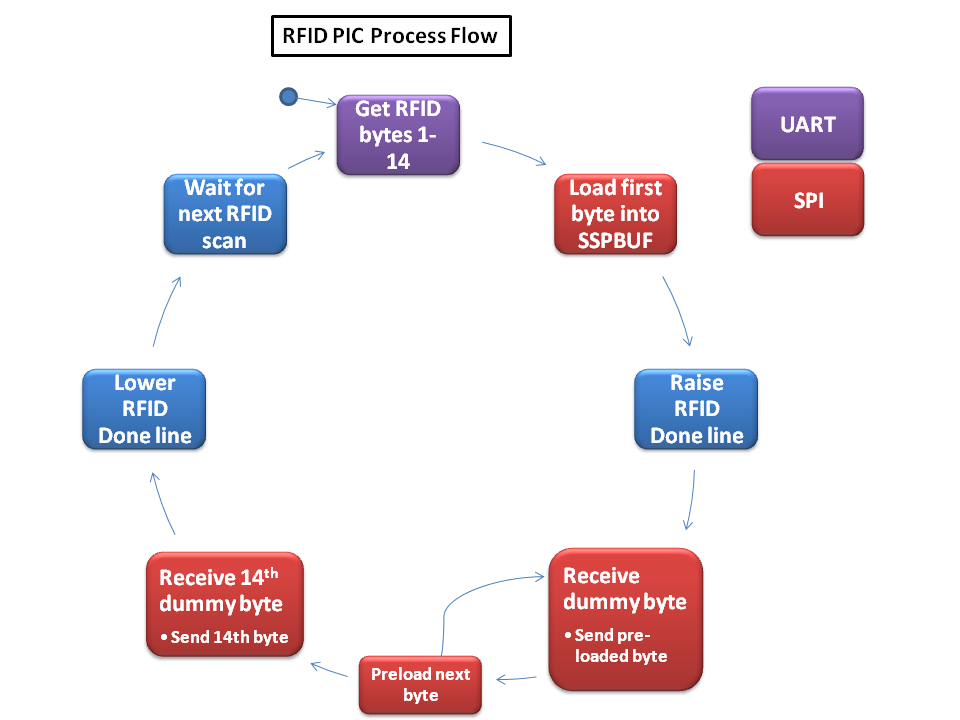 RFID PIC Process Flow
Get RFID
bytes 1-
14
UART
SPI
Wait for
next RFID
scan
Load first
byte into
SSPBUF
Lower
RFID
Done line
Raise
RFID
Done line
Receive 14th
dummy byte
• Send 14th byte
Receive
dummy byte
• Send pre-
loaded byte
Preload next
byte